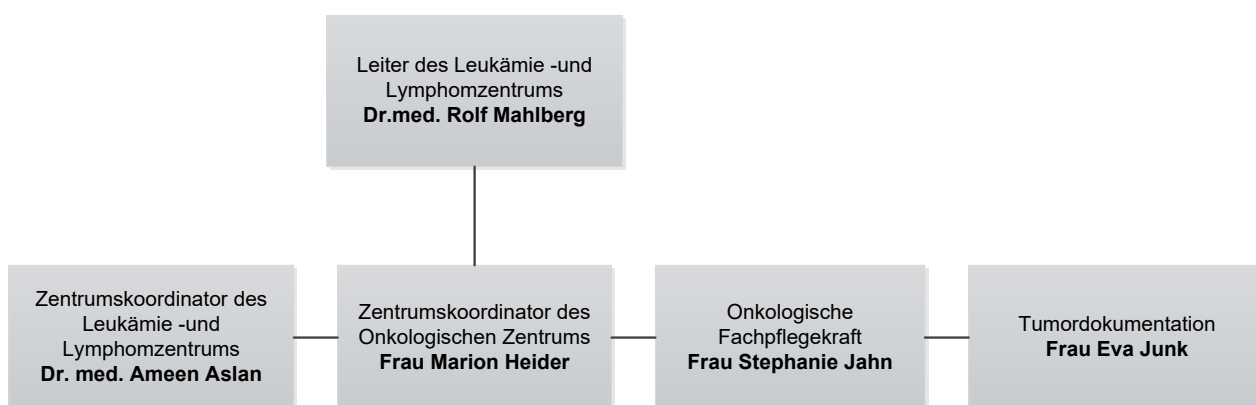 Leiter des Leukämie -und
Lymphomzentrums
Dr.med. Rolf Mahlberg
Zentrumskoordinator des
Leukämie -und
Lymphomzentrums
Dr. med. Ameen Aslan
Zentrumskoordinator des
Onkologischen Zentrums
Frau Marion Heider
Onkologische
Fachpflegekraft
Frau Stephanie Jahn
Tumordokumentation
Frau Eva Junk